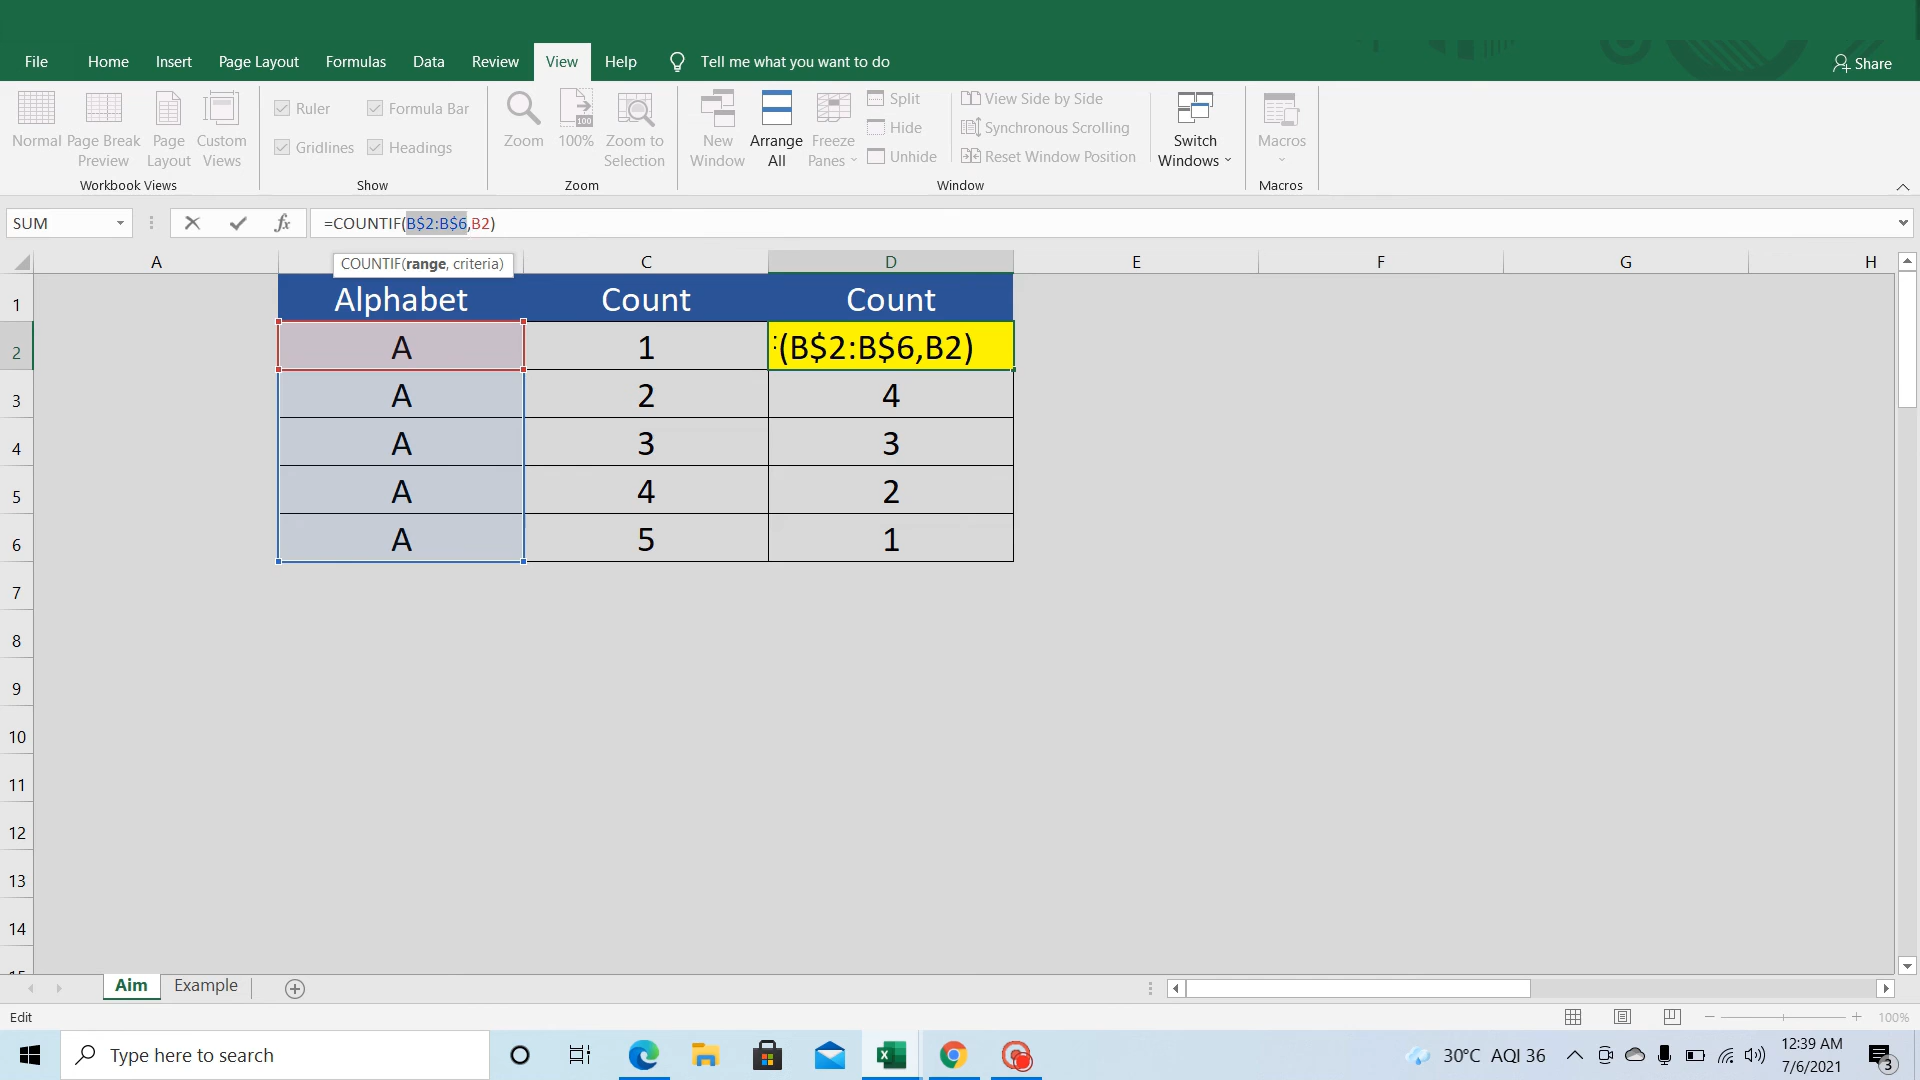 File Home Insert Page Layout Formulas Data Review View Help Tell me what you want to do Share
Normal
Page Break Preview
Page Layout
Custom Views
Workbook Views
Ruler
Formula Bar
Gridlines
Headings
Show
Zoom
100
100%
Zoom to Selection
Zoom
New Window
Arrange All
Freeze Panes
Split
Hide
Unhide
View Side by Side
Synchronous Scrolling
Reset Window Position
Window
Switch Windows
Macros
Macros
SUM fx =COUNTIF(B$2:B$6,B2)
COUNTIF(range, criteria)
A C D E F G H
1 Alphabet Count Count
2 A 1 (B$2:B$6,B2)
3 A 2 4
4 A 3 3
5 A 4 2
6 A 5 1
7
8
9
10
11
12
13
14
Aim Example
Edit 100%
Type here to search 30°C AQI 36 12:39 AM
7/6/2021 3